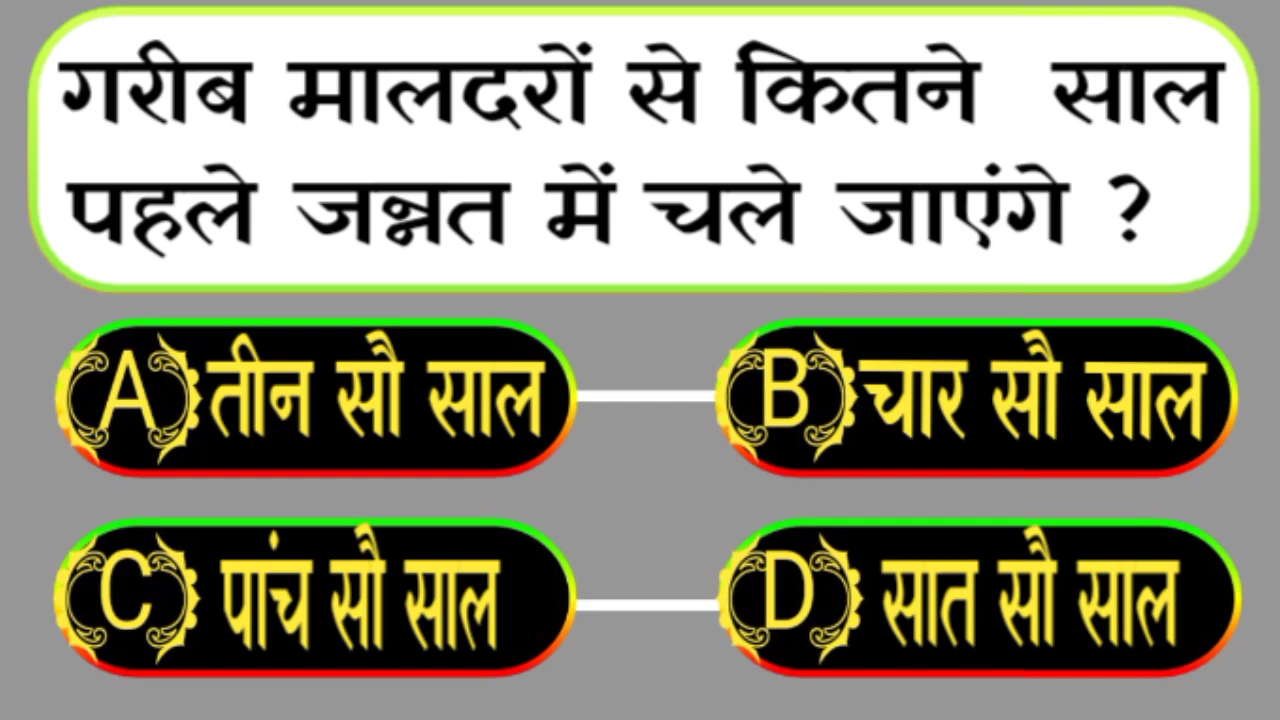 गरीब मालदरों से कितने साल
पहले जन्नत में चले जाएंगे ?
A तीन सौ साल
B चार सौ साल
C पांच सौ साल
D सात सौ साल